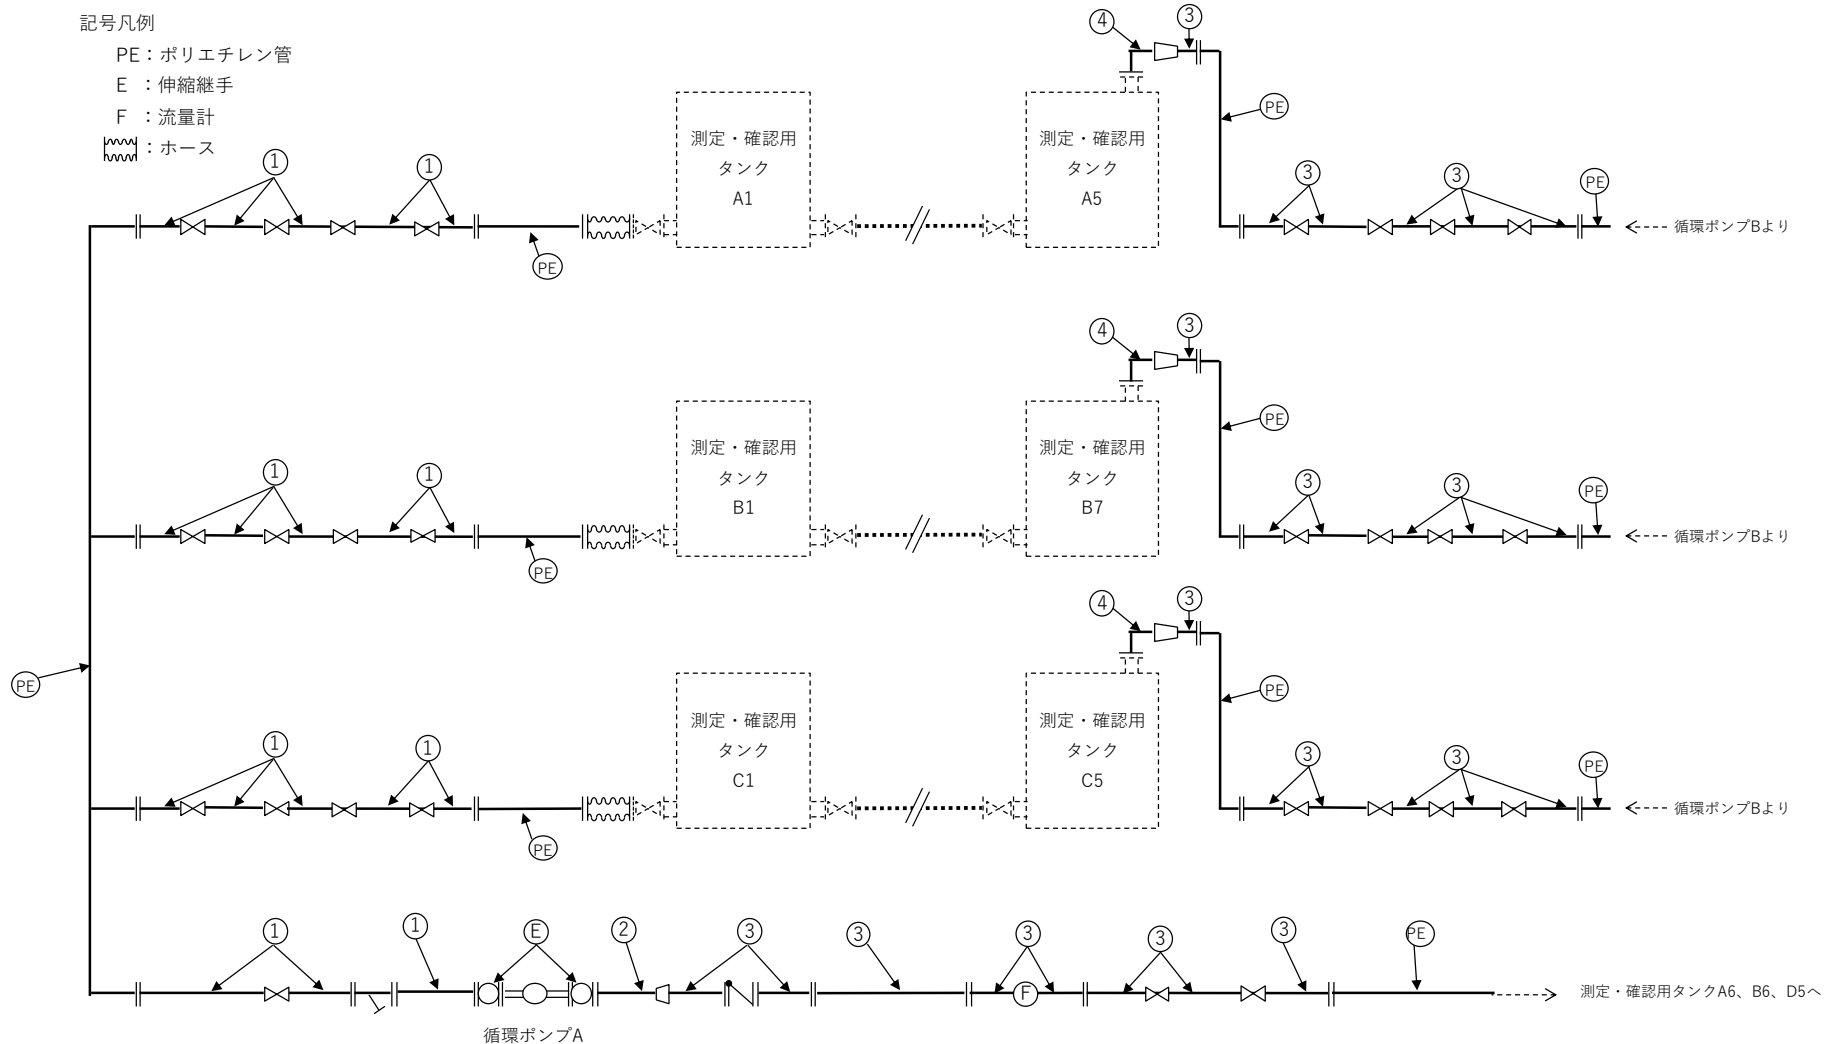 記号凡例
PE：ポリエチレン管
E ：伸縮継手
F ：流量計
：ホース
④ ③
PE
測定・確認用
タンク
A1
測定・確認用
タンク
A5
① ① ③ ③ PE
循環ポンプBより
PE
④ ③
PE
測定・確認用
タンク
B1
測定・確認用
タンク
B7
① ① ③ ③ PE
循環ポンプBより
PE
④ ③
PE
測定・確認用
タンク
C1
測定・確認用
タンク
C5
① ① ③ ③ PE
循環ポンプBより
PE
PE
① ① E ② ③ ③ ③ ③ ③ PE
F
測定・確認用タンクA6、B6、D5へ
循環ポンプA